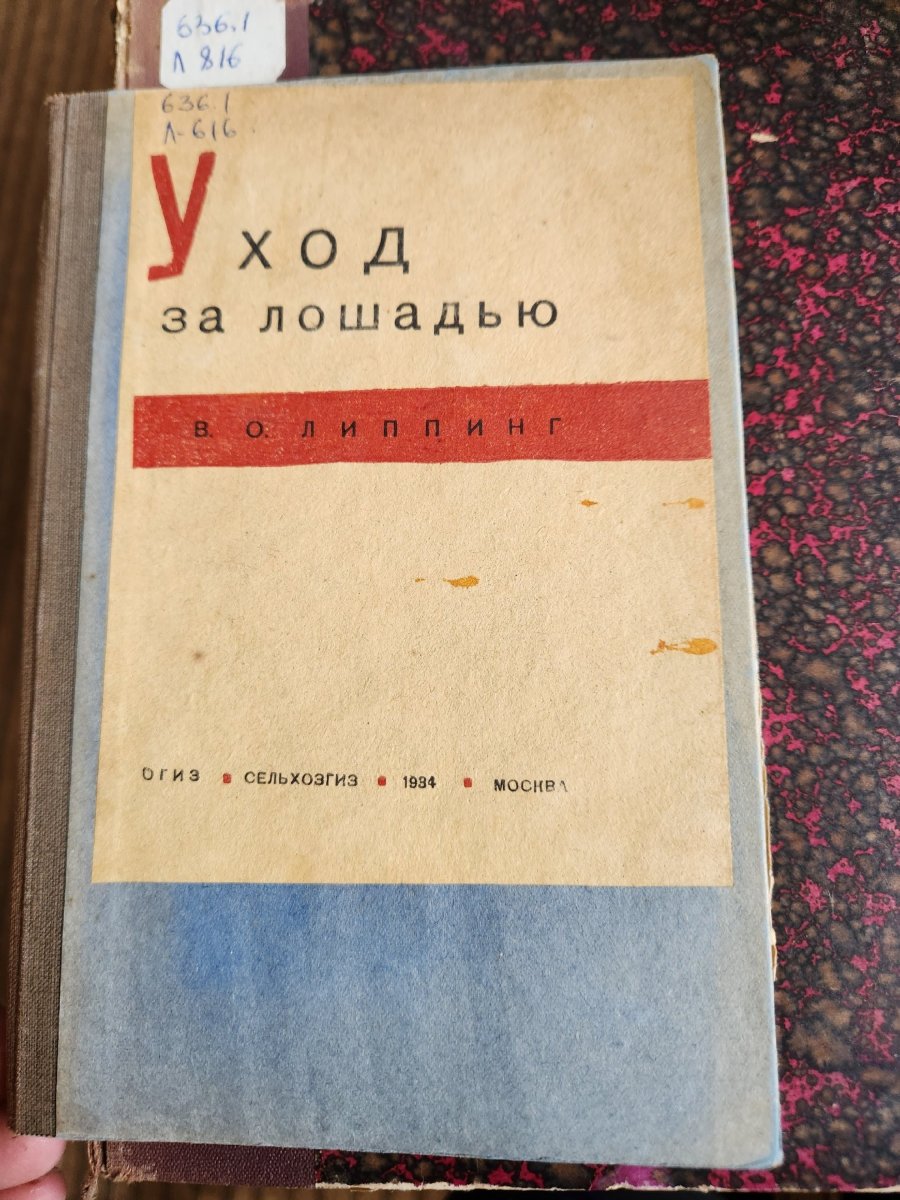 636.1
Л 816
636.1
Л-616
Уход
за лошадью
В. О. ЛИППИНГ
ОГИЗ ▪ СЕЛЬХОЗГИЗ ▪ 1934 ▪ МОСКВА